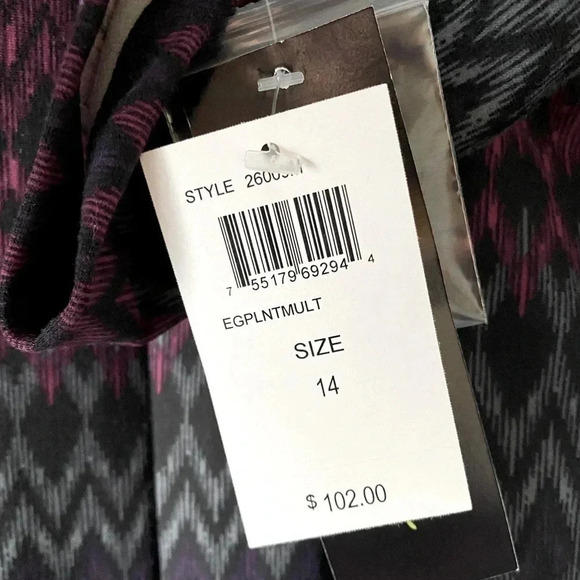 STYLE
7 55179 69294 4
EGPLNTMULT
SIZE
14
$ 102.00